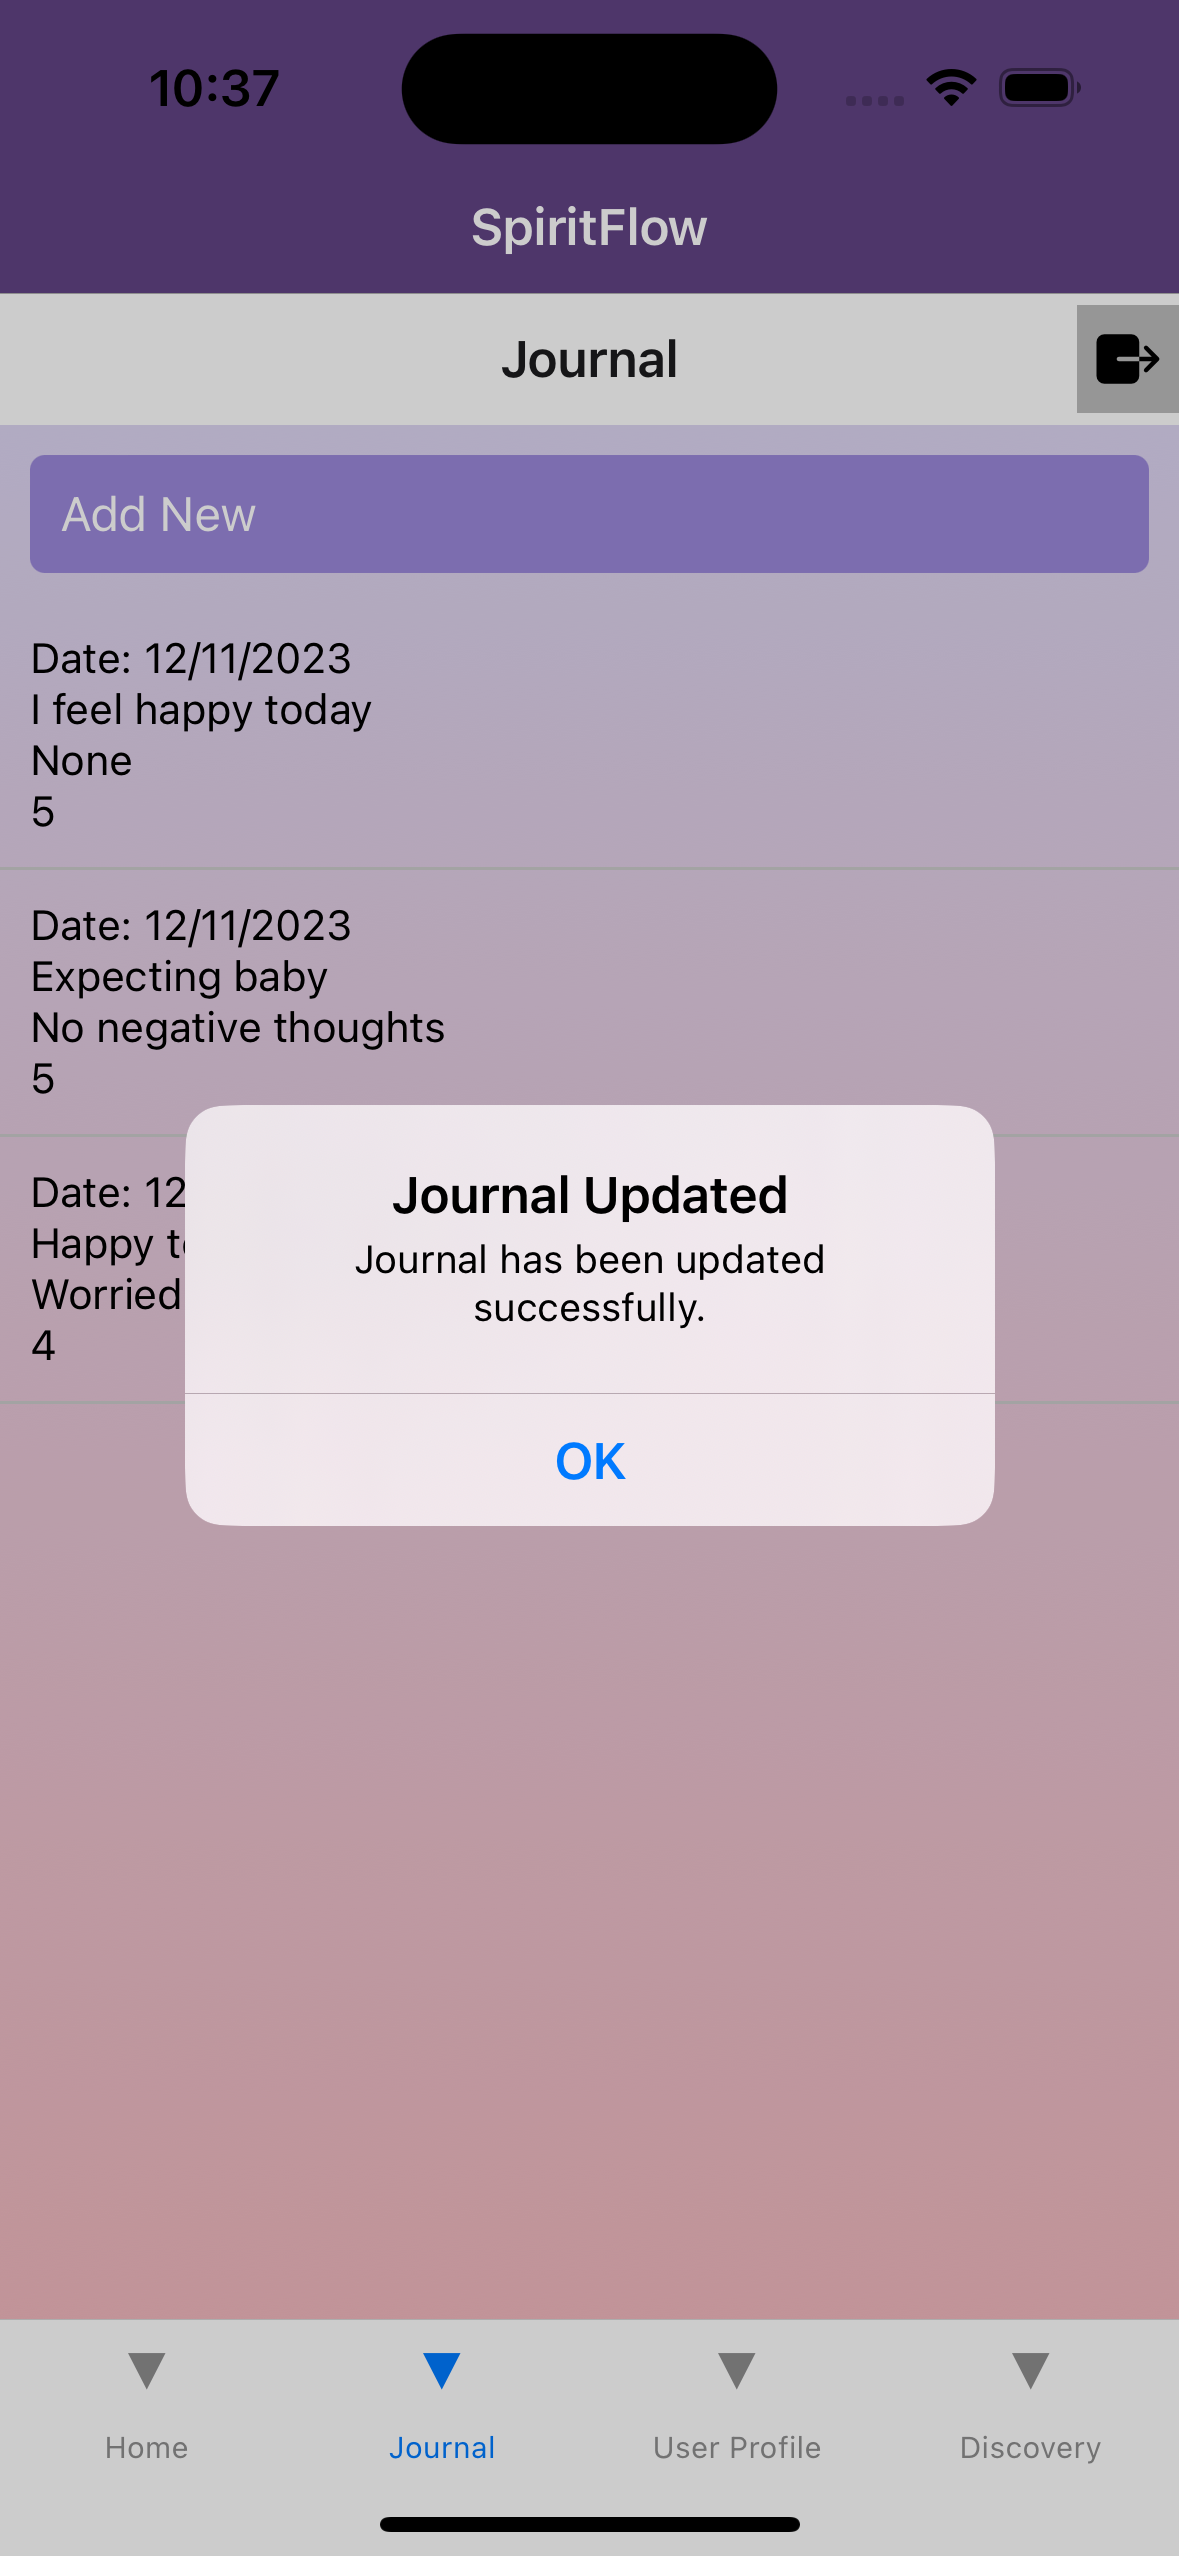 10:37
SpiritFlow
Journal
Add New
Date: 12/11/2023
I feel happy today
None
5
Date: 12/11/2023
Expecting baby
No negative thoughts
5
Date: 12
Happy
Worried
4
Journal Updated
Journal has been updated
successfully.
OK
Home
Journal
User Profile
Discovery